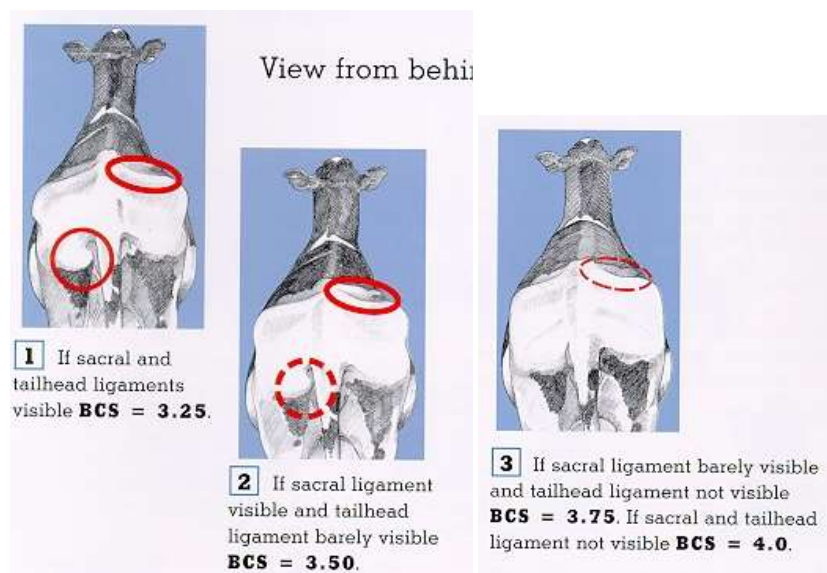 View from behi
1 If sacral and
tailhead ligaments
visible BCS = 3.25.
2 If sacral ligament
visible and tailhead
ligament barely visible
BCS = 3.50.
3 If sacral ligament barely visible
and tailhead ligament not visible
BCS = 3.75. If sacral and tailhead
ligament not visible BCS = 4.0.